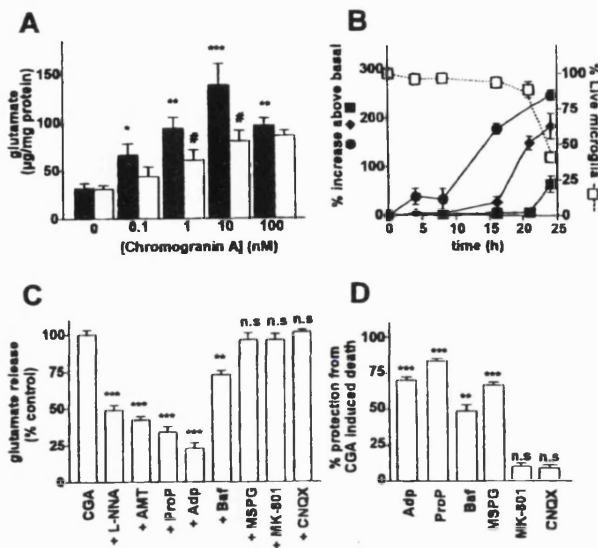 A
glutamate
(µg/mg protein)
150
100
50
0
*
**
#
***
#
**
0
0.1
1
10
100
[Chromogranin A] (nM)
B
% increase above basal
300
200
100
0
% Live microglia
100
75
50
25
0
0
5
10
15
20
25
time (h)
C
glutamate release
(% control)
100
75
50
25
0
***
***
***
***
**
n.s
n.s
n.s
CGA
+ L-NNA
+ AMT
+ ProP
+ Adp
+ Baf
+ MSPG
+ MK-801
+ CNQX
D
% protection from
CGA induced death
100
75
50
25
0
***
***
**
***
n.s
n.s
Adp
ProP
Baf
MSPG
MK-801
CNQX